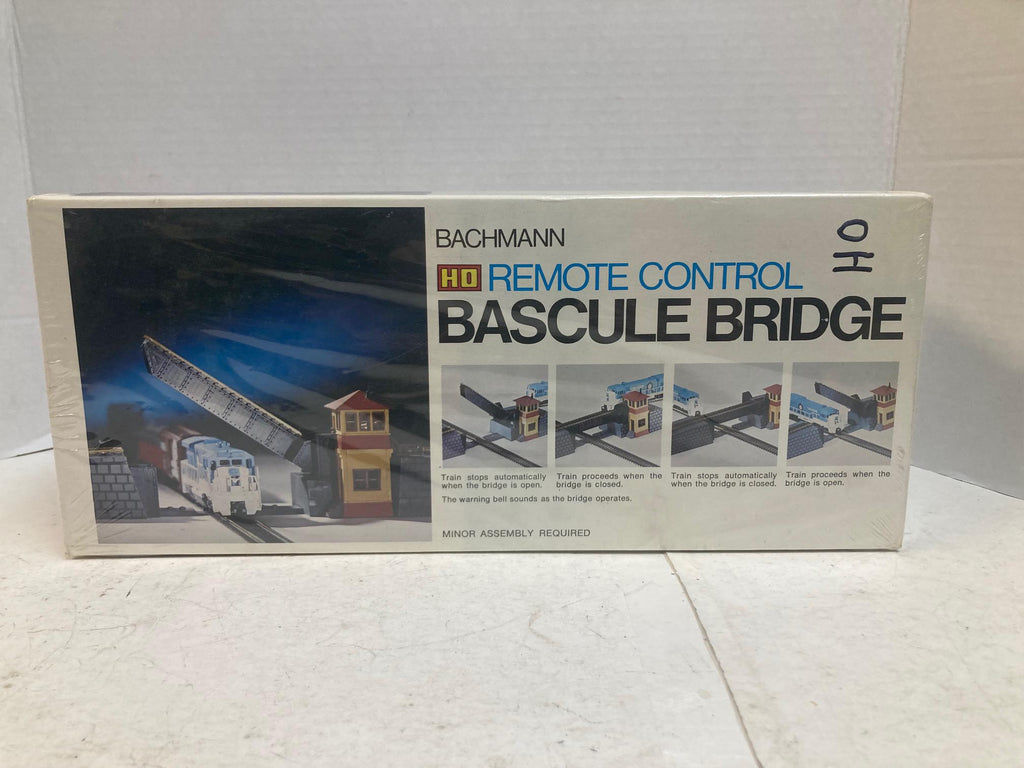 BACHMANN
HO REMOTE CONTROL
BASCULE BRIDGE
HO
Train stops automatically
when the bridge is open.
Train proceeds when the
bridge is closed.
Train stops automatically
when the bridge is closed.
Train proceeds when the
bridge is open.
The warning bell sounds as the bridge operates.
MINOR ASSEMBLY REQUIRED